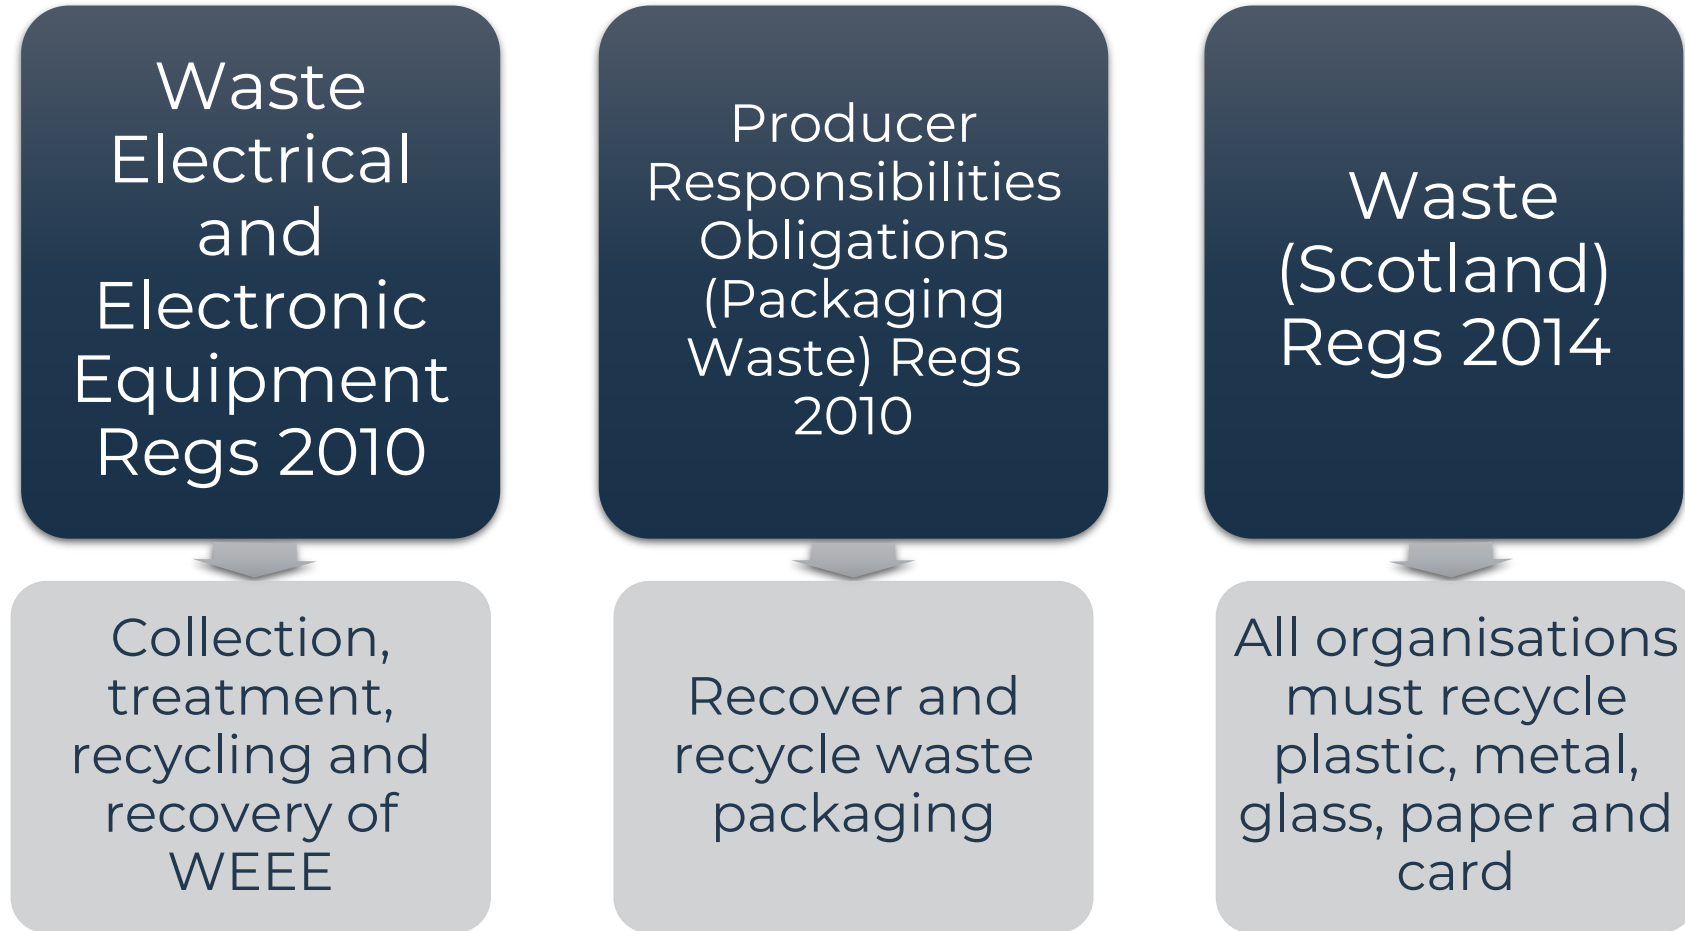 Waste
Electrical
and
Electronic
Equipment
Regs 2010
Collection,
treatment,
recycling and
recovery of
WEEE
Producer
Responsibilities
Obligations
(Packaging
Waste) Regs
2010
Recover and
recycle waste
packaging
Waste
(Scotland)
Regs 2014
All organisations
must recycle
plastic, metal,
glass, paper and
card